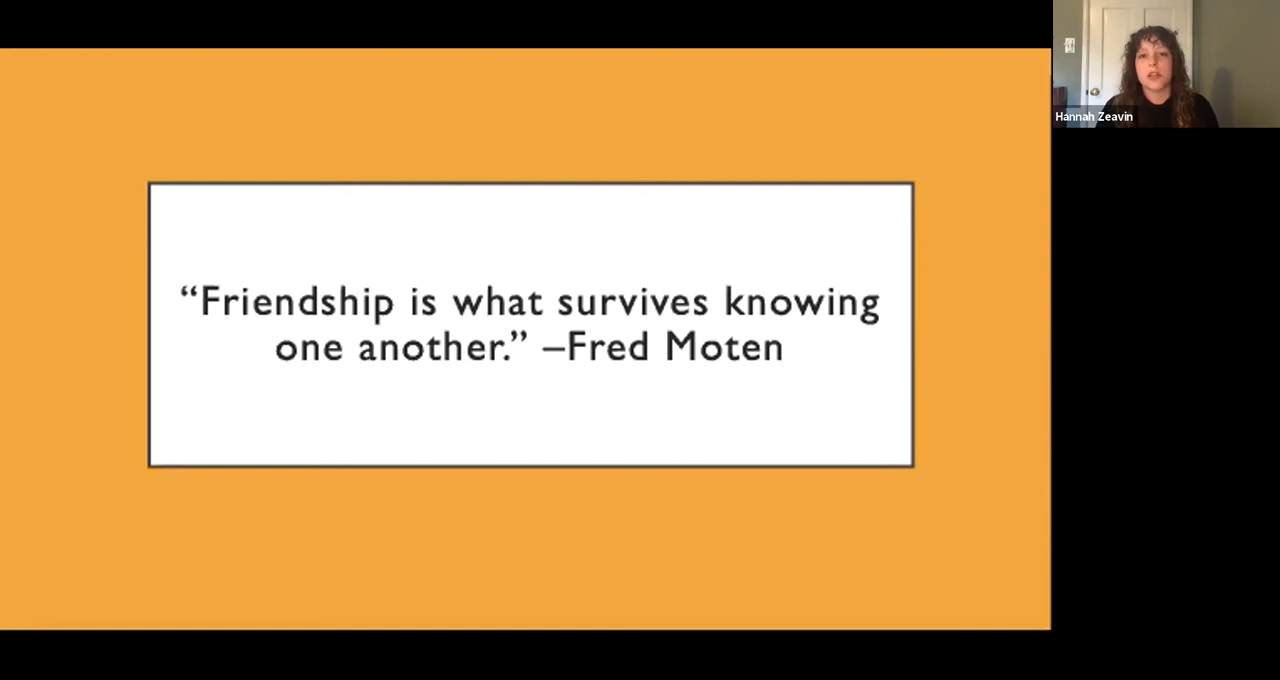 “Friendship is what survives knowing
one another.” –Fred Moten
Hannah Zeavin